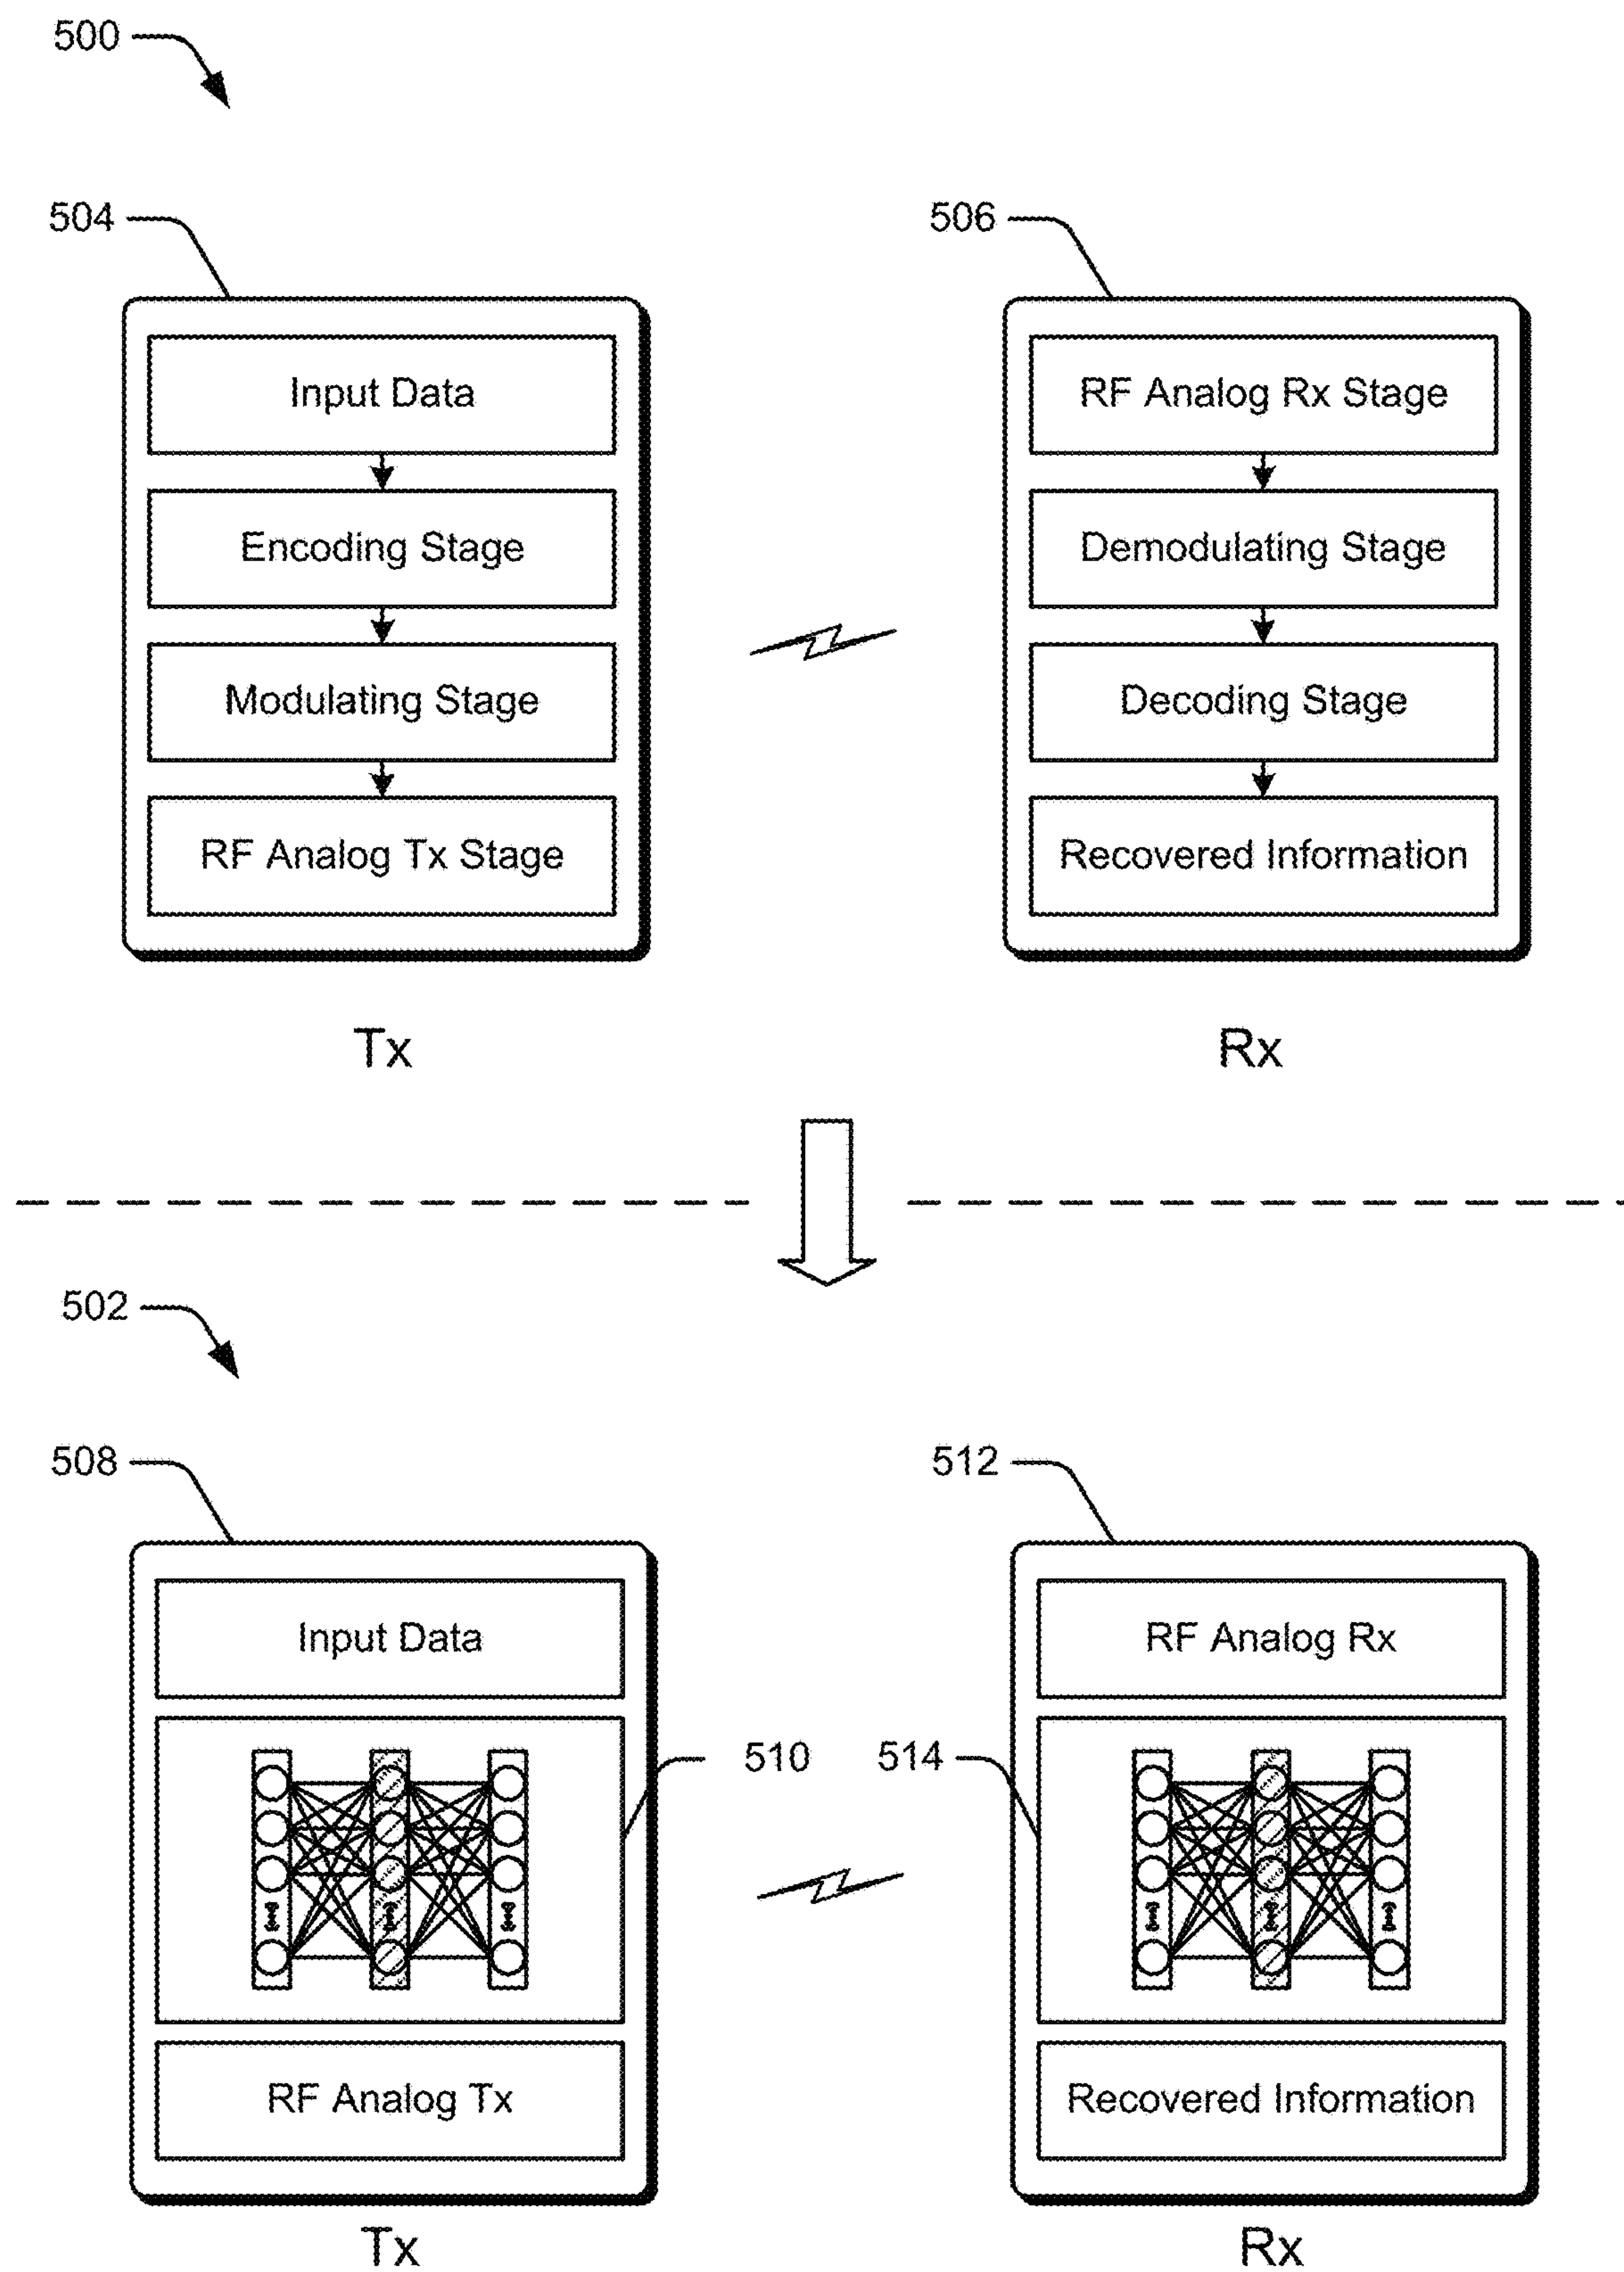 500
504
506
Input Data
RF Analog Rx Stage
Encoding Stage
Demodulating Stage
Modulating Stage
Decoding Stage
RF Analog Tx Stage
Recovered Information
Tx
Rx
502
508
512
Input Data
RF Analog Rx
510
514
RF Analog Tx
Recovered Information
Tx
Rx